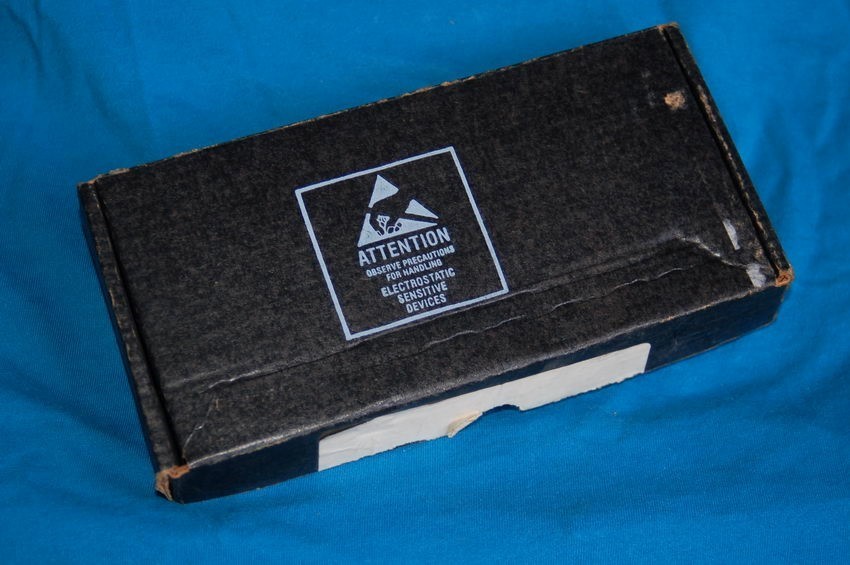 ATTENTION
OBSERVE PRECAUTIONS
FOR HANDLING
ELECTROSTATIC
SENSITIVE
DEVICES